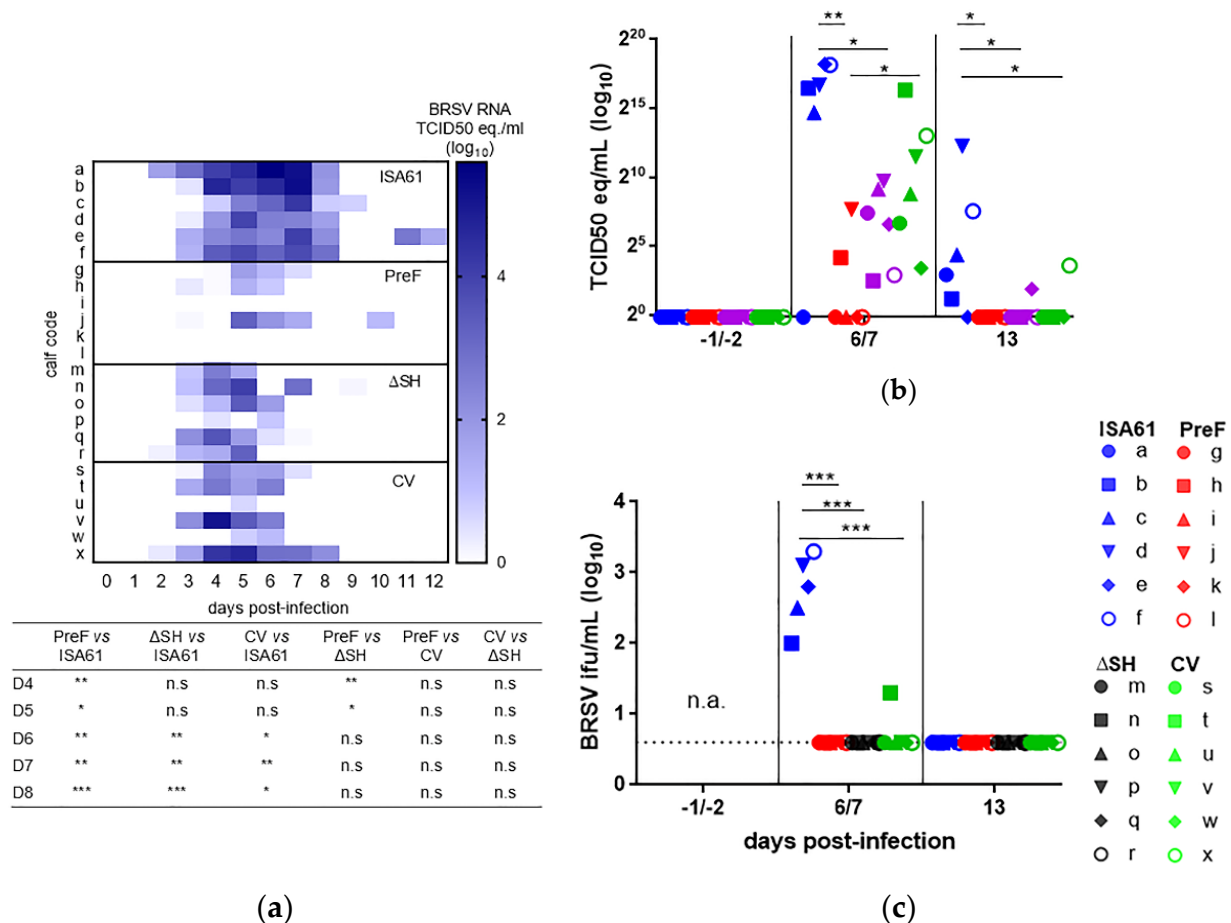 BRSV RNA
TCID50 eq./ml
(log10)
a
b
c
d
e
f
g
h
i
j
k
l
m
n
o
p
q
r
s
t
u
v
w
x
ISA61
PreF
ΔSH
CV
calf code
4
2
0
0 1 2 3 4 5 6 7 8 9 10 11 12
days post-infection
PreF vs ISA61 ΔSH vs ISA61 CV vs ISA61 PreF vs ΔSH PreF vs CV CV vs ΔSH
D4 ** n.s n.s ** n.s n.s
D5 * n.s n.s * n.s n.s
D6 ** ** * n.s n.s n.s
D7 ** ** ** n.s n.s n.s
D8 *** *** * n.s n.s n.s
(a)
TCID50 eq/mL (log10)
2^20
2^15
2^10
2^5
2^0
** * *
* * *
-1/-2 6/7 13
(b)
BRSV ifu/mL (log10)
4
3
2
1
0
***
***
***
n.a.
-1/-2 6/7 13
days post-infection
(c)
ISA61 PreF
a g
b h
c i
d j
e k
f l
ΔSH CV
m s
n t
o u
p v
q w
r x